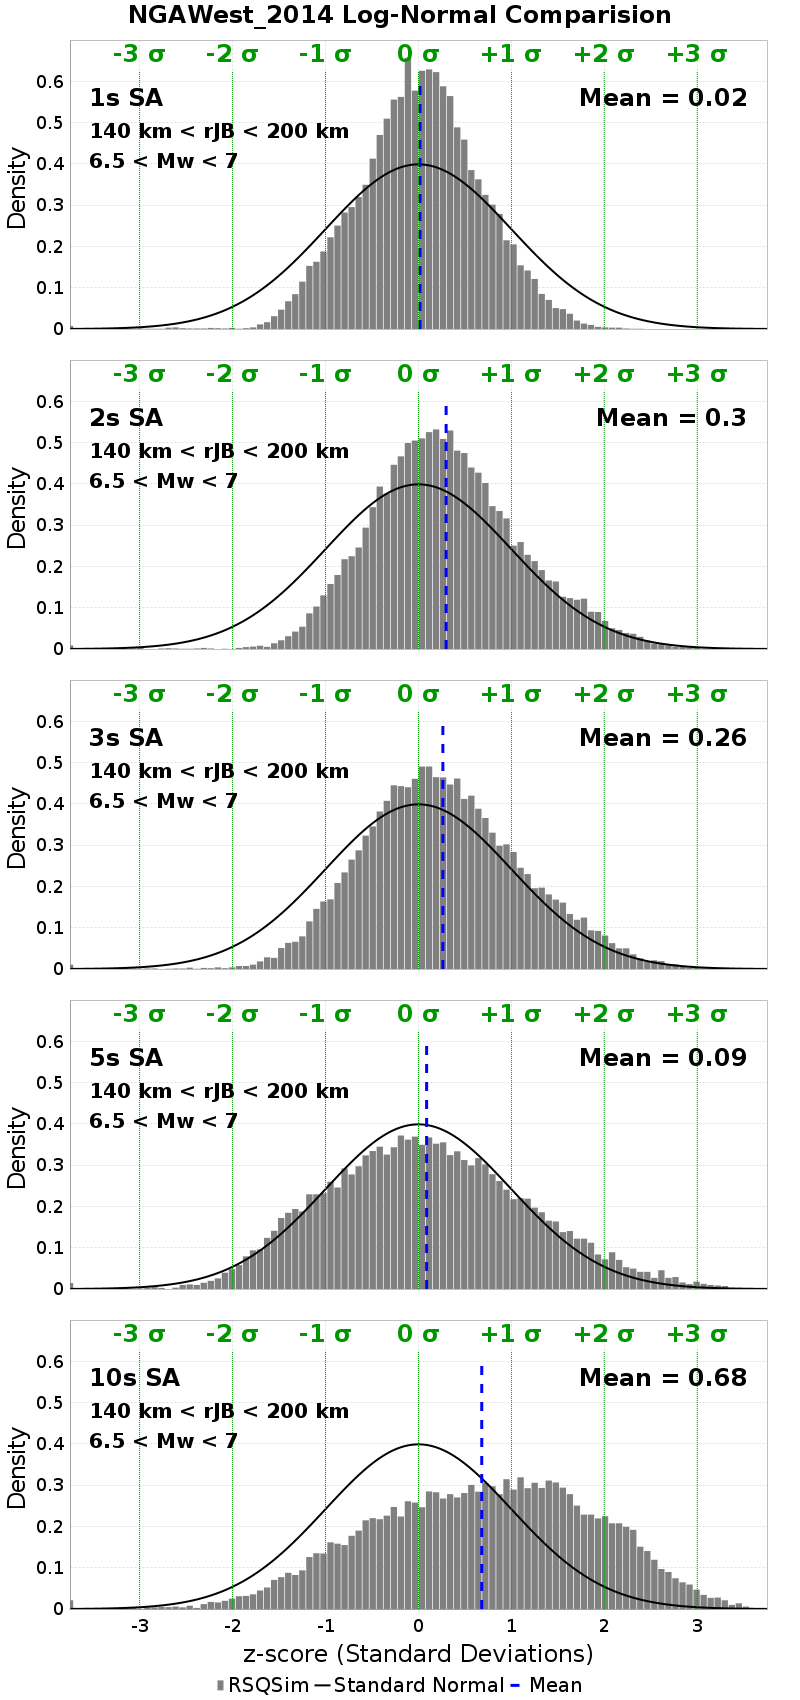 NGAWest_2014 Log-Normal Comparision
-3 σ -2 σ -1 σ 0 σ +1 σ +2 σ +3 σ
0.6
1s SA Mean = 0.02
0.5
140 km < rJB < 200 km
6.5 < Mw < 7
0.4
0.3
0.2
0.1
0
Density
-3 σ -2 σ -1 σ 0 σ +1 σ +2 σ +3 σ
0.6
2s SA Mean = 0.3
0.5
140 km < rJB < 200 km
6.5 < Mw < 7
0.4
0.3
0.2
0.1
0
Density
-3 σ -2 σ -1 σ 0 σ +1 σ +2 σ +3 σ
0.6
3s SA Mean = 0.26
0.5
140 km < rJB < 200 km
6.5 < Mw < 7
0.4
0.3
0.2
0.1
0
Density
-3 σ -2 σ -1 σ 0 σ +1 σ +2 σ +3 σ
0.6
5s SA Mean = 0.09
0.5
140 km < rJB < 200 km
6.5 < Mw < 7
0.4
0.3
0.2
0.1
0
Density
-3 σ -2 σ -1 σ 0 σ +1 σ +2 σ +3 σ
0.6
10s SA Mean = 0.68
0.5
140 km < rJB < 200 km
6.5 < Mw < 7
0.4
0.3
0.2
0.1
0
Density
-3 -2 -1 0 1 2 3
z-score (Standard Deviations)
RSQSim Standard Normal Mean